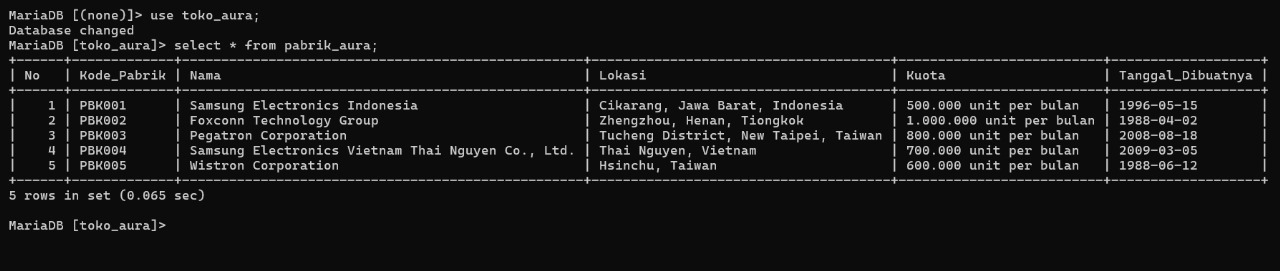 MariaDB [(none)]> use toko_aura;
Database changed
MariaDB [toko_aura]> select * from pabrik_aura;
+------+-------------+----------------------------------------------------+---------------------------------------+--------------------------+-------------------+
| No   | Kode_Pabrik | Nama                                               | Lokasi                                | Kuota                    | Tanggal_Dibuatnya |
+------+-------------+----------------------------------------------------+---------------------------------------+--------------------------+-------------------+
|    1 | PBK001      | Samsung Electronics Indonesia                      | Cikarang, Jawa Barat, Indonesia       | 500.000 unit per bulan   | 1996-05-15        |
|    2 | PBK002      | Foxconn Technology Group                           | Zhengzhou, Henan, Tiongkok            | 1.000.000 unit per bulan | 1988-04-02        |
|    3 | PBK003      | Pegatron Corporation                               | Tucheng District, New Taipei, Taiwan | 800.000 unit per bulan   | 2008-08-18        |
|    4 | PBK004      | Samsung Electronics Vietnam Thai Nguyen Co., Ltd. | Thai Nguyen, Vietnam                  | 700.000 unit per bulan   | 2009-03-05        |
|    5 | PBK005      | Wistron Corporation                                | Hsinchu, Taiwan                       | 600.000 unit per bulan   | 1988-06-12        |
+------+-------------+----------------------------------------------------+---------------------------------------+--------------------------+-------------------+
5 rows in set (0.065 sec)
MariaDB [toko_aura]>